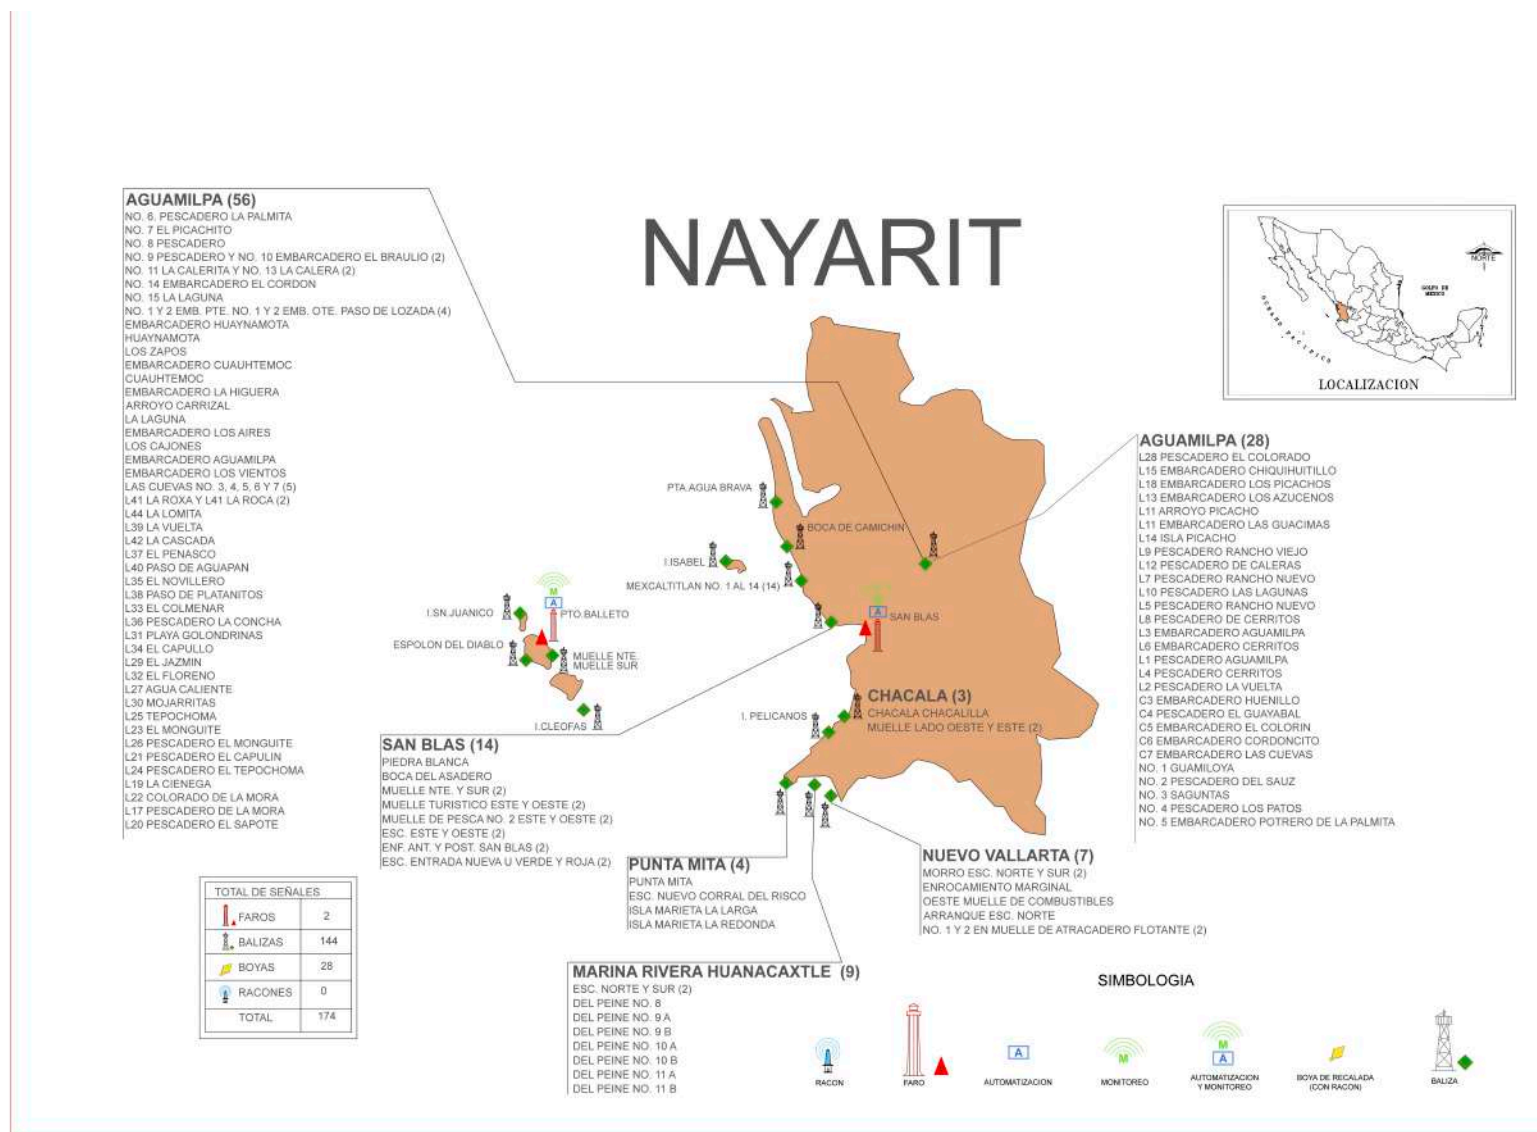 NAYARIT
AGUAMILPA (56)
NO. 6. PESCADERO LA PALMITA
NO. 7 EL PICACHITO
NO. 8 PESCADERO
NO. 9 PESCADERO Y NO. 10 EMBARCADERO EL BRAULIO (2)
NO. 11 LA CALERITA Y NO. 13 LA CALERA (2)
NO. 14 EMBARCADERO EL CORDON
NO. 15 LA LAGUNA
NO. 1 Y 2 EMB. PTE. NO. 1 Y 2 EMB. OTE. PASO DE LOZADA (4)
EMBARCADERO HUAYNAMOTA
HUAYNAMOTA
LOS ZAPOS
EMBARCADERO CUAUHTEMOC
CUAUHTEMOC
EMBARCADERO LA HIGUERA
ARROYO CARRIZAL
LA LAGUNA
EMBARCADERO LOS AIRES
LOS CAJONES
EMBARCADERO AGUAMILPA
EMBARCADERO LOS VIENTOS
LAS CUEVAS NO. 3, 4, 5, 6 Y 7 (5)
L41 LA ROXA Y L41 LA ROCA (2)
L44 LA LOMITA
L39 LA VUELTA
L42 LA CASCADA
L37 EL PENASCO
L40 PASO DE AGUAPAN
L35 EL NOVILLERO
L38 PASO DE PLATANITOS
L33 EL COLMENAR
L36 PESCADERO LA CONCHA
L31 PLAYA GOLONDRINAS
L34 EL CAPULLO
L29 EL JAZMIN
L32 EL FLORENO
L27 AGUA CALIENTE
L30 MOJARRITAS
L25 TEPOCHOMA
L23 EL MONGUITE
L26 PESCADERO EL MONGUITE
L21 PESCADERO EL CAPULIN
L24 PESCADERO EL TEPOCHOMA
L19 LA CIENEGA
L22 COLORADO DE LA MORA
L17 PESCADERO DE LA MORA
L20 PESCADERO EL SAPOTE
NORTE
GOLFO DE
MEXICO
OCEANO PACIFICO
LOCALIZACION
AGUAMILPA (28)
L28 PESCADERO EL COLORADO
L15 EMBARCADERO CHIQUIHUITILLO
L18 EMBARCADERO LOS PICACHOS
L13 EMBARCADERO LOS AZUCENOS
L11 ARROYO PICACHO
L11 EMBARCADERO LAS GUACIMAS
L14 ISLA PICACHO
L9 PESCADERO RANCHO VIEJO
L12 PESCADERO DE CALERAS
L7 PESCADERO RANCHO NUEVO
L10 PESCADERO LAS LAGUNAS
L5 PESCADERO RANCHO NUEVO
L8 PESCADERO DE CERRITOS
L3 EMBARCADERO AGUAMILPA
L6 EMBARCADERO CERRITOS
L1 PESCADERO AGUAMILPA
L4 PESCADERO CERRITOS
L2 PESCADERO LA VUELTA
C3 EMBARCADERO HUENILLO
C4 PESCADERO EL GUAYABAL
C5 EMBARCADERO EL COLORIN
C6 EMBARCADERO CORDONCITO
C7 EMBARCADERO LAS CUEVAS
NO. 1 GUAMILOYA
NO. 2 PESCADERO DEL SAUZ
NO. 3 SAGUNTAS
NO. 4 PESCADERO LOS PATOS
NO. 5 EMBARCADERO POTRERO DE LA PALMITA
PTA.AGUA BRAVA
BOCA DE CAMICHIN
I.ISABEL
MEXCALTITLAN NO. 1 AL 14 (14)
M
A
PTO.BALLETO
I.SN.JUANICO
M
A
SAN BLAS
ESPOLON DEL DIABLO
MUELLE NTE.
MUELLE SUR
I.CLEOFAS
I. PELICANOS
CHACALA (3)
CHACALA CHACALILLA
MUELLE LADO OESTE Y ESTE (2)
SAN BLAS (14)
PIEDRA BLANCA
BOCA DEL ASADERO
MUELLE NTE. Y SUR (2)
MUELLE TURISTICO ESTE Y OESTE (2)
MUELLE DE PESCA NO. 2 ESTE Y OESTE (2)
ESC. ESTE Y OESTE (2)
ENF. ANT. Y POST. SAN BLAS (2)
ESC. ENTRADA NUEVA U VERDE Y ROJA (2)
PUNTA MITA (4)
PUNTA MITA
ESC. NUEVO CORRAL DEL RISCO
ISLA MARIETA LA LARGA
ISLA MARIETA LA REDONDA
NUEVO VALLARTA (7)
MORRO ESC. NORTE Y SUR (2)
ENROCAMIENTO MARGINAL
OESTE MUELLE DE COMBUSTIBLES
ARRANQUE ESC. NORTE
NO. 1 Y 2 EN MUELLE DE ATRACADERO FLOTANTE (2)
MARINA RIVERA HUANACAXTLE (9)
ESC. NORTE Y SUR (2)
DEL PEINE NO. 8
DEL PEINE NO. 9 A
DEL PEINE NO. 9 B
DEL PEINE NO. 10 A
DEL PEINE NO. 10 B
DEL PEINE NO. 11 A
DEL PEINE NO. 11 B
TOTAL DE SEÑALES
FAROS 2
BALIZAS 144
BOYAS 28
RACONES 0
TOTAL 174
SIMBOLOGIA
A
M
M
A
RACON
FARO
AUTOMATIZACION
MONITOREO
AUTOMATIZACION
Y MONITOREO
BOYA DE RECALADA
(CON RACON)
BALIZA